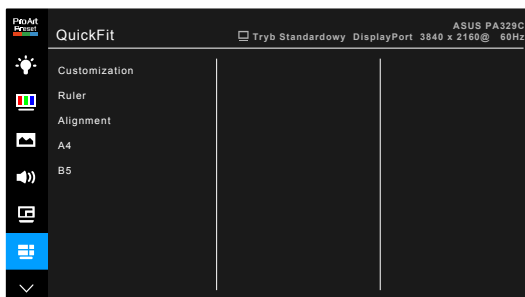 ProArt
Preset
QuickFit
ASUS PA329C
Tryb Standardowy DisplayPort 3840 x 2160@ 60Hz
Customization
Ruler
Alignment
A4
B5